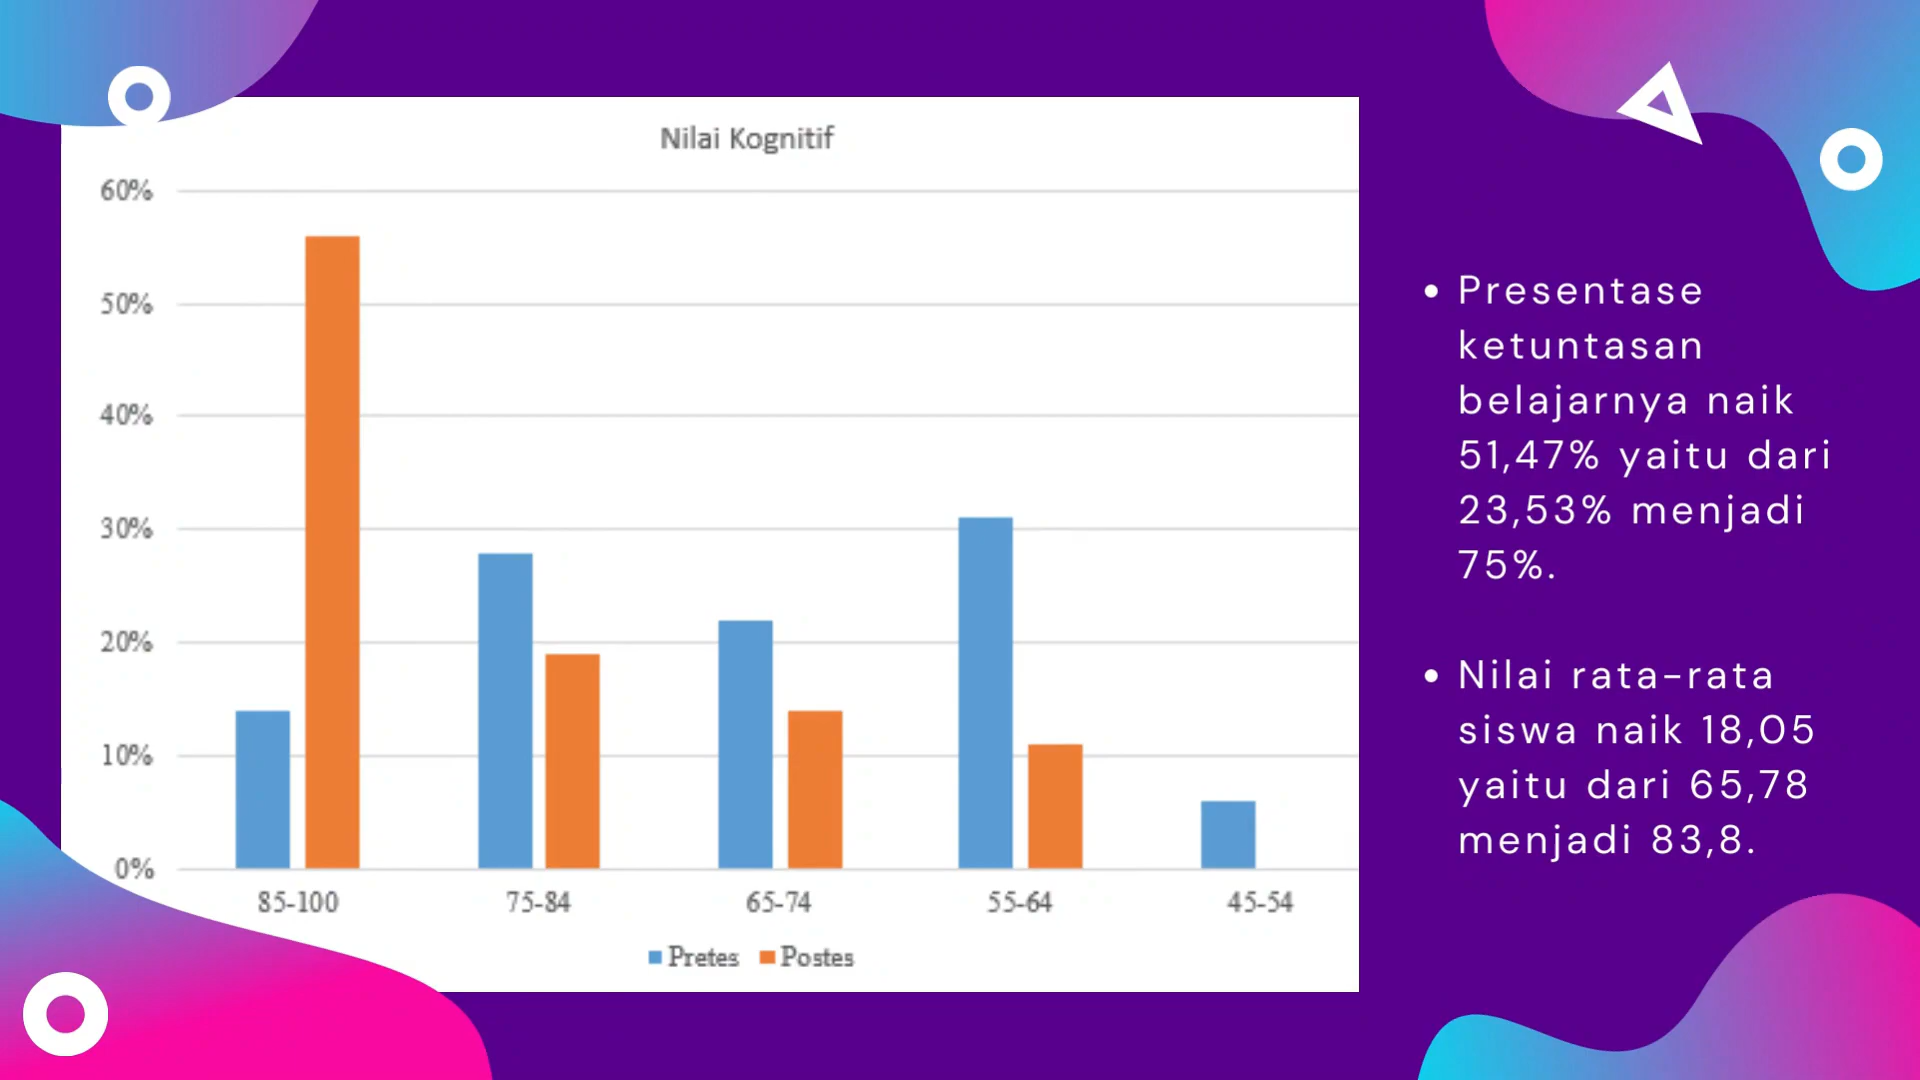 Nilai Kognitif
60%
50%
40%
30%
20%
10%
0%
85-100 75-84 65-74 55-64 45-54
Pretes Postes
• Presentase
ketuntasan
belajarnya naik
51,47% yaitu dari
23,53% menjadi
75%.
• Nilai rata-rata
siswa naik 18,05
yaitu dari 65,78
menjadi 83,8.